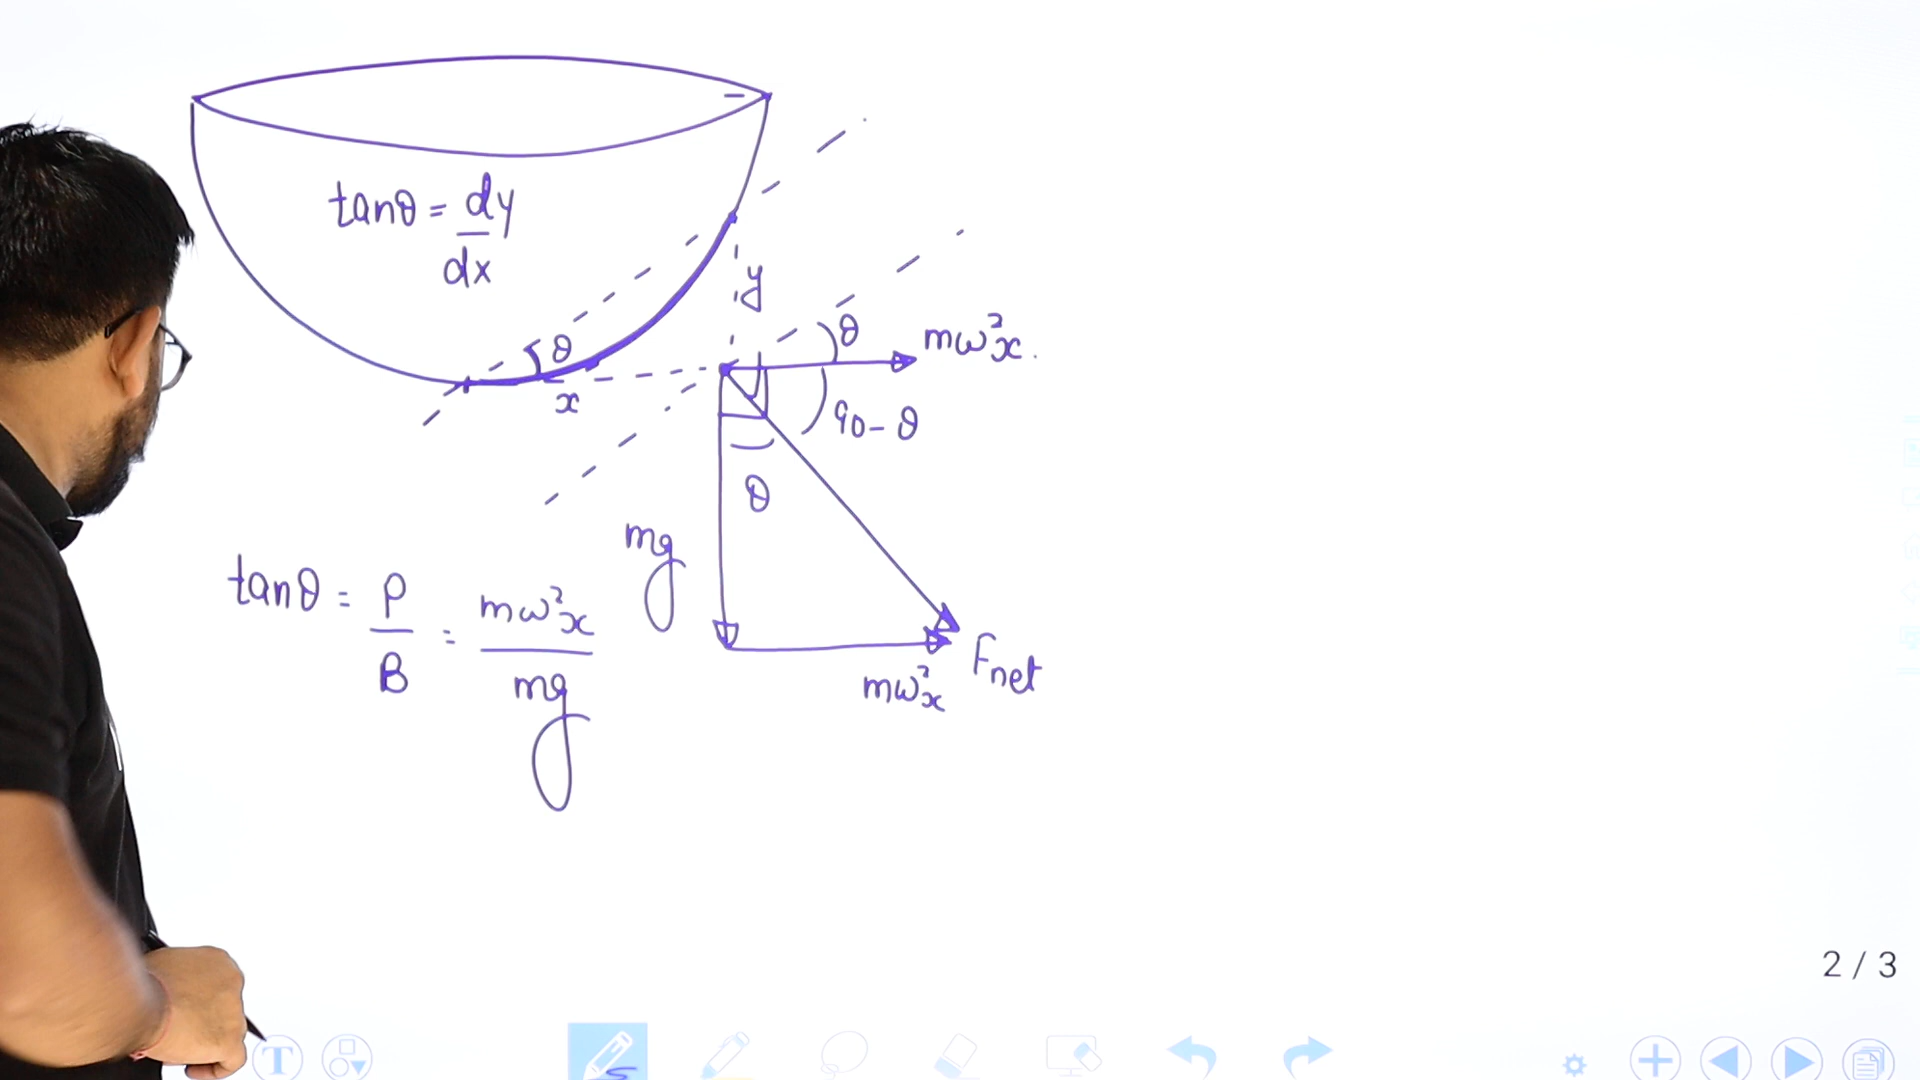 tanθ = dy
dx
y
θ
θ
mω²x.
x
90-θ
θ
mg
tanθ = P = mω²x
B mg
mω²x
Fnet
2 / 3
T